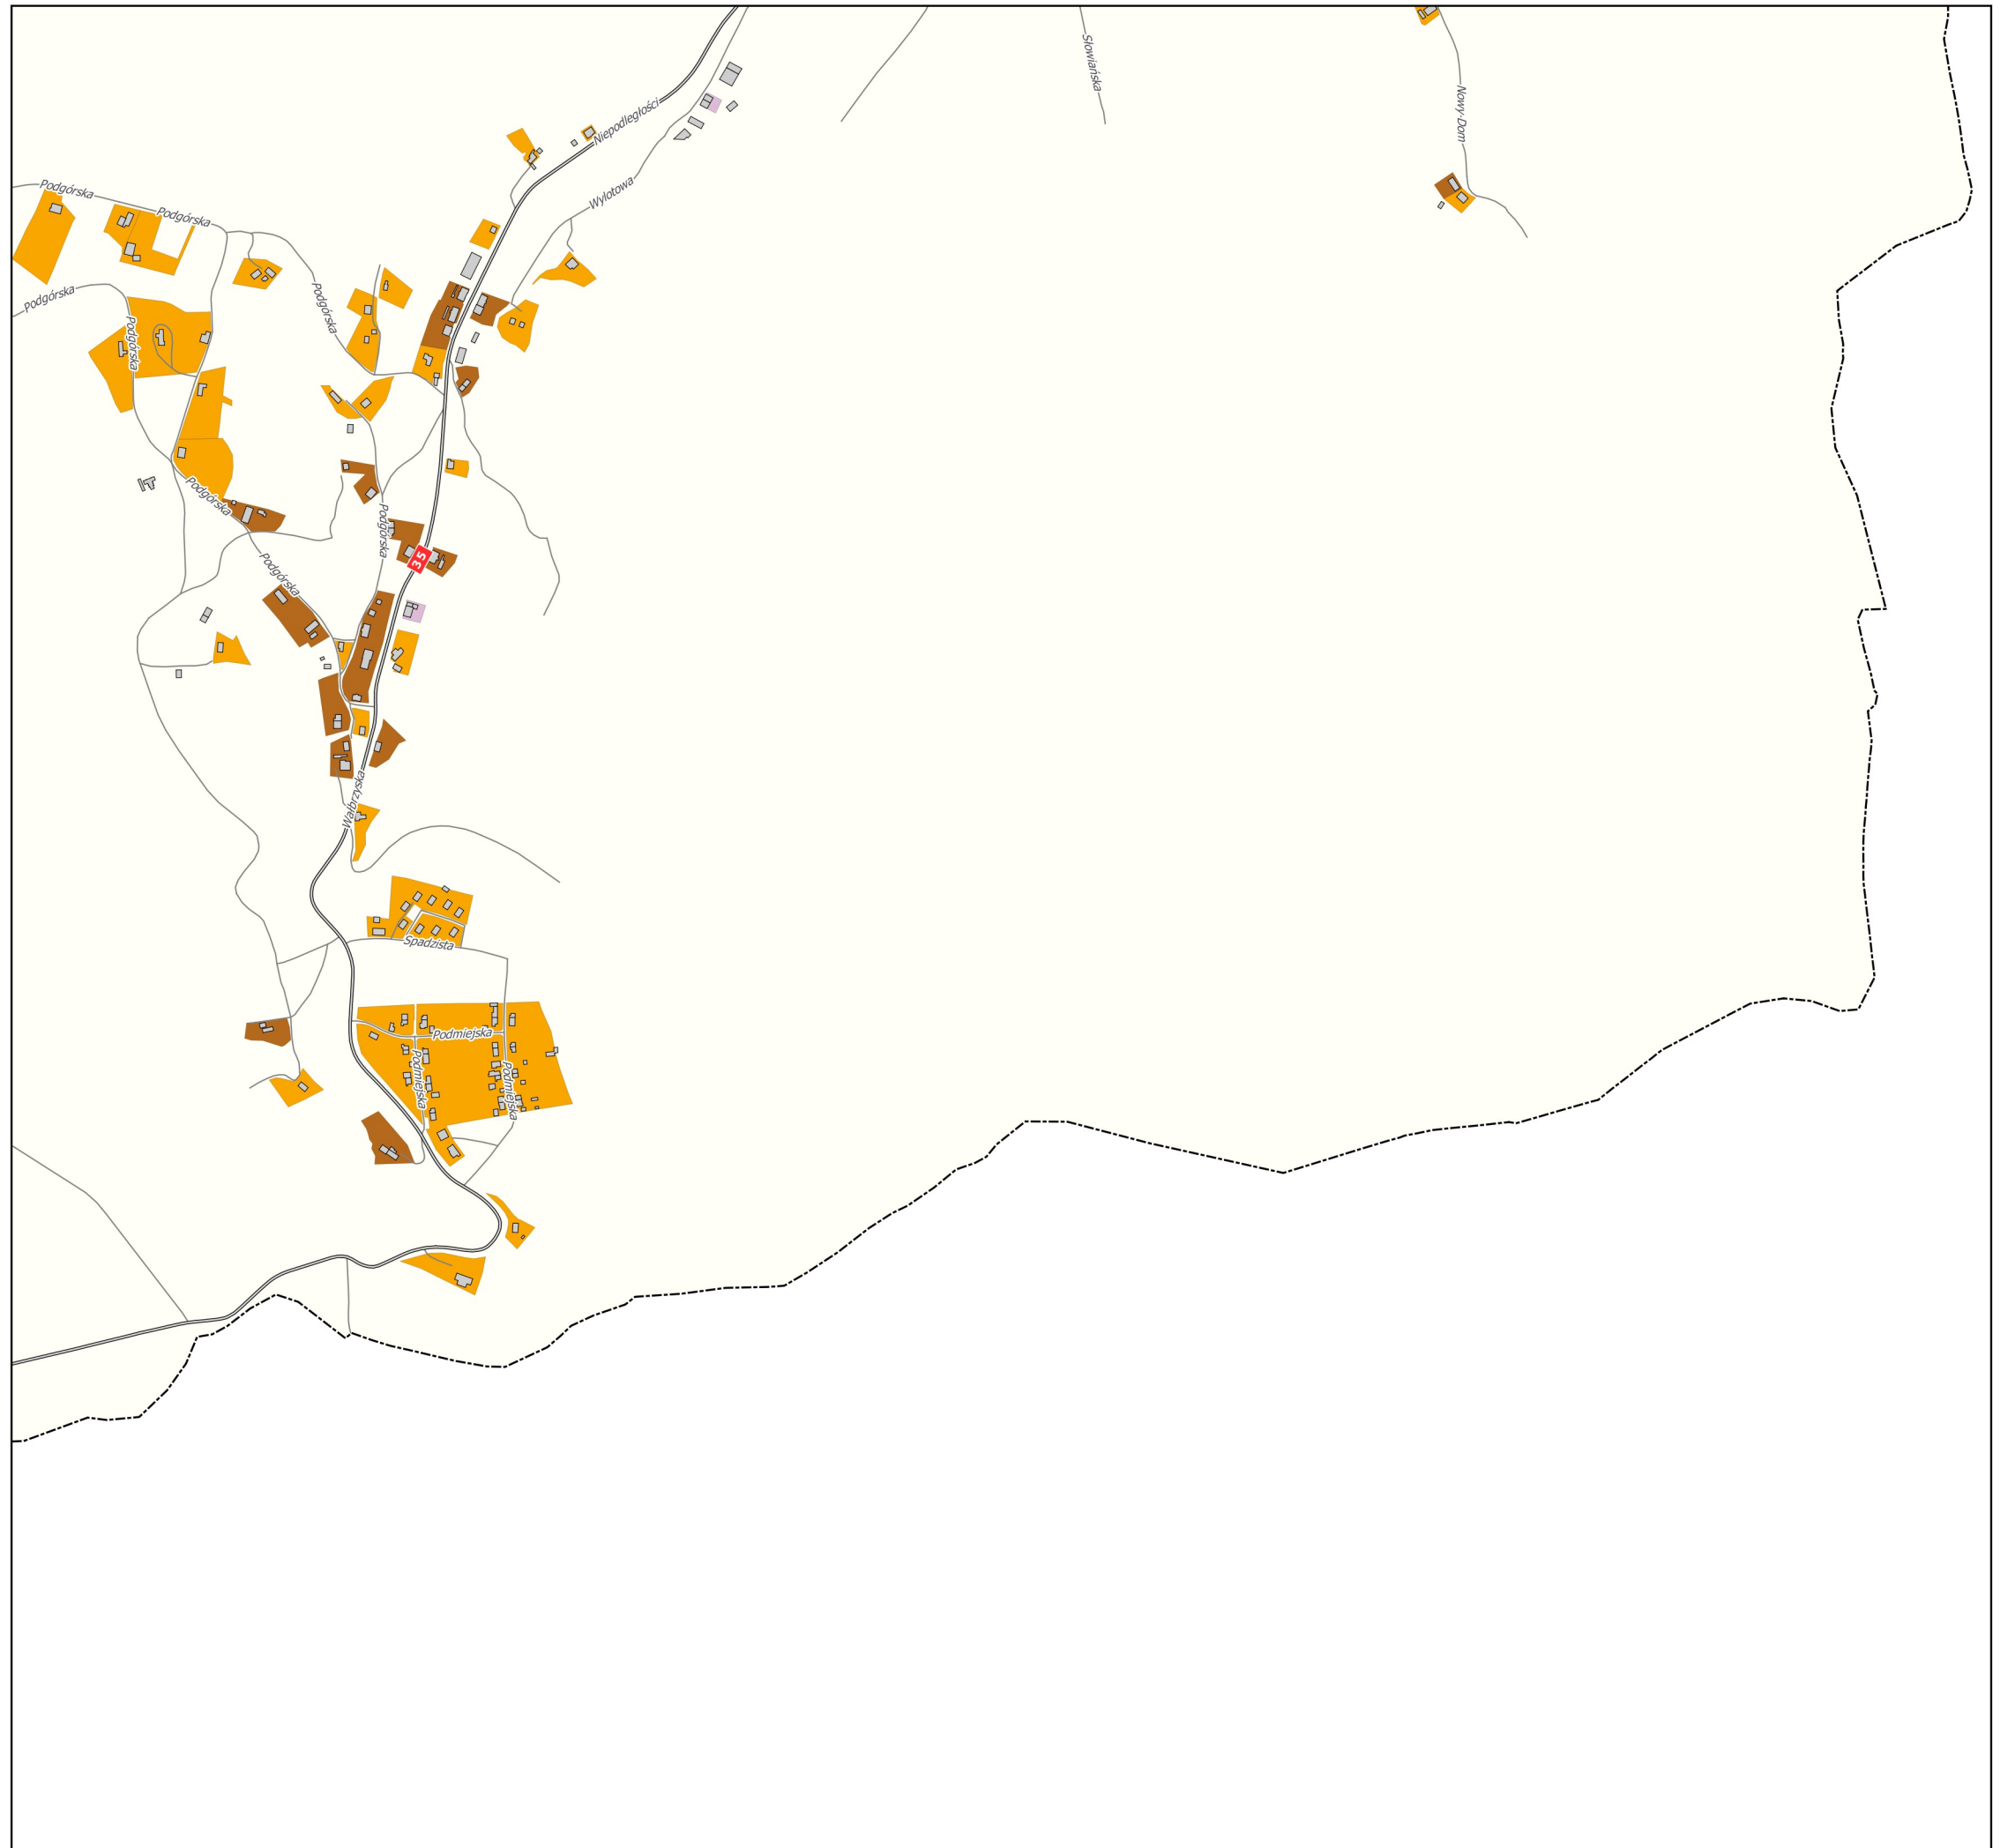 Słowiańska
Nowy-Dom
Niepodległości
Wylotowa
Podgórska
Podgórska
Podgórska
Podgórska
Podgórska
Podgórska
Podgórska
35
Podgórska
Wałbrzyska
Spadzista
Podmiejska
Podmiejska
Podmiejska